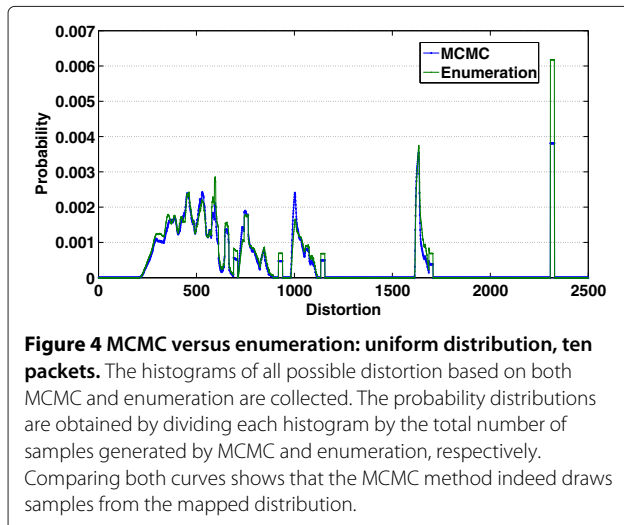 0.007
0.006
0.005
0.004
0.003
0.002
0.001
0
Probability
MCMC
Enumeration
0 500 1000 1500 2000 2500
Distortion
Figure 4 MCMC versus enumeration: uniform distribution, ten
packets. The histograms of all possible distortion based on both
MCMC and enumeration are collected. The probability distributions
are obtained by dividing each histogram by the total number of
samples generated by MCMC and enumeration, respectively.
Comparing both curves shows that the MCMC method indeed draws
samples from the mapped distribution.